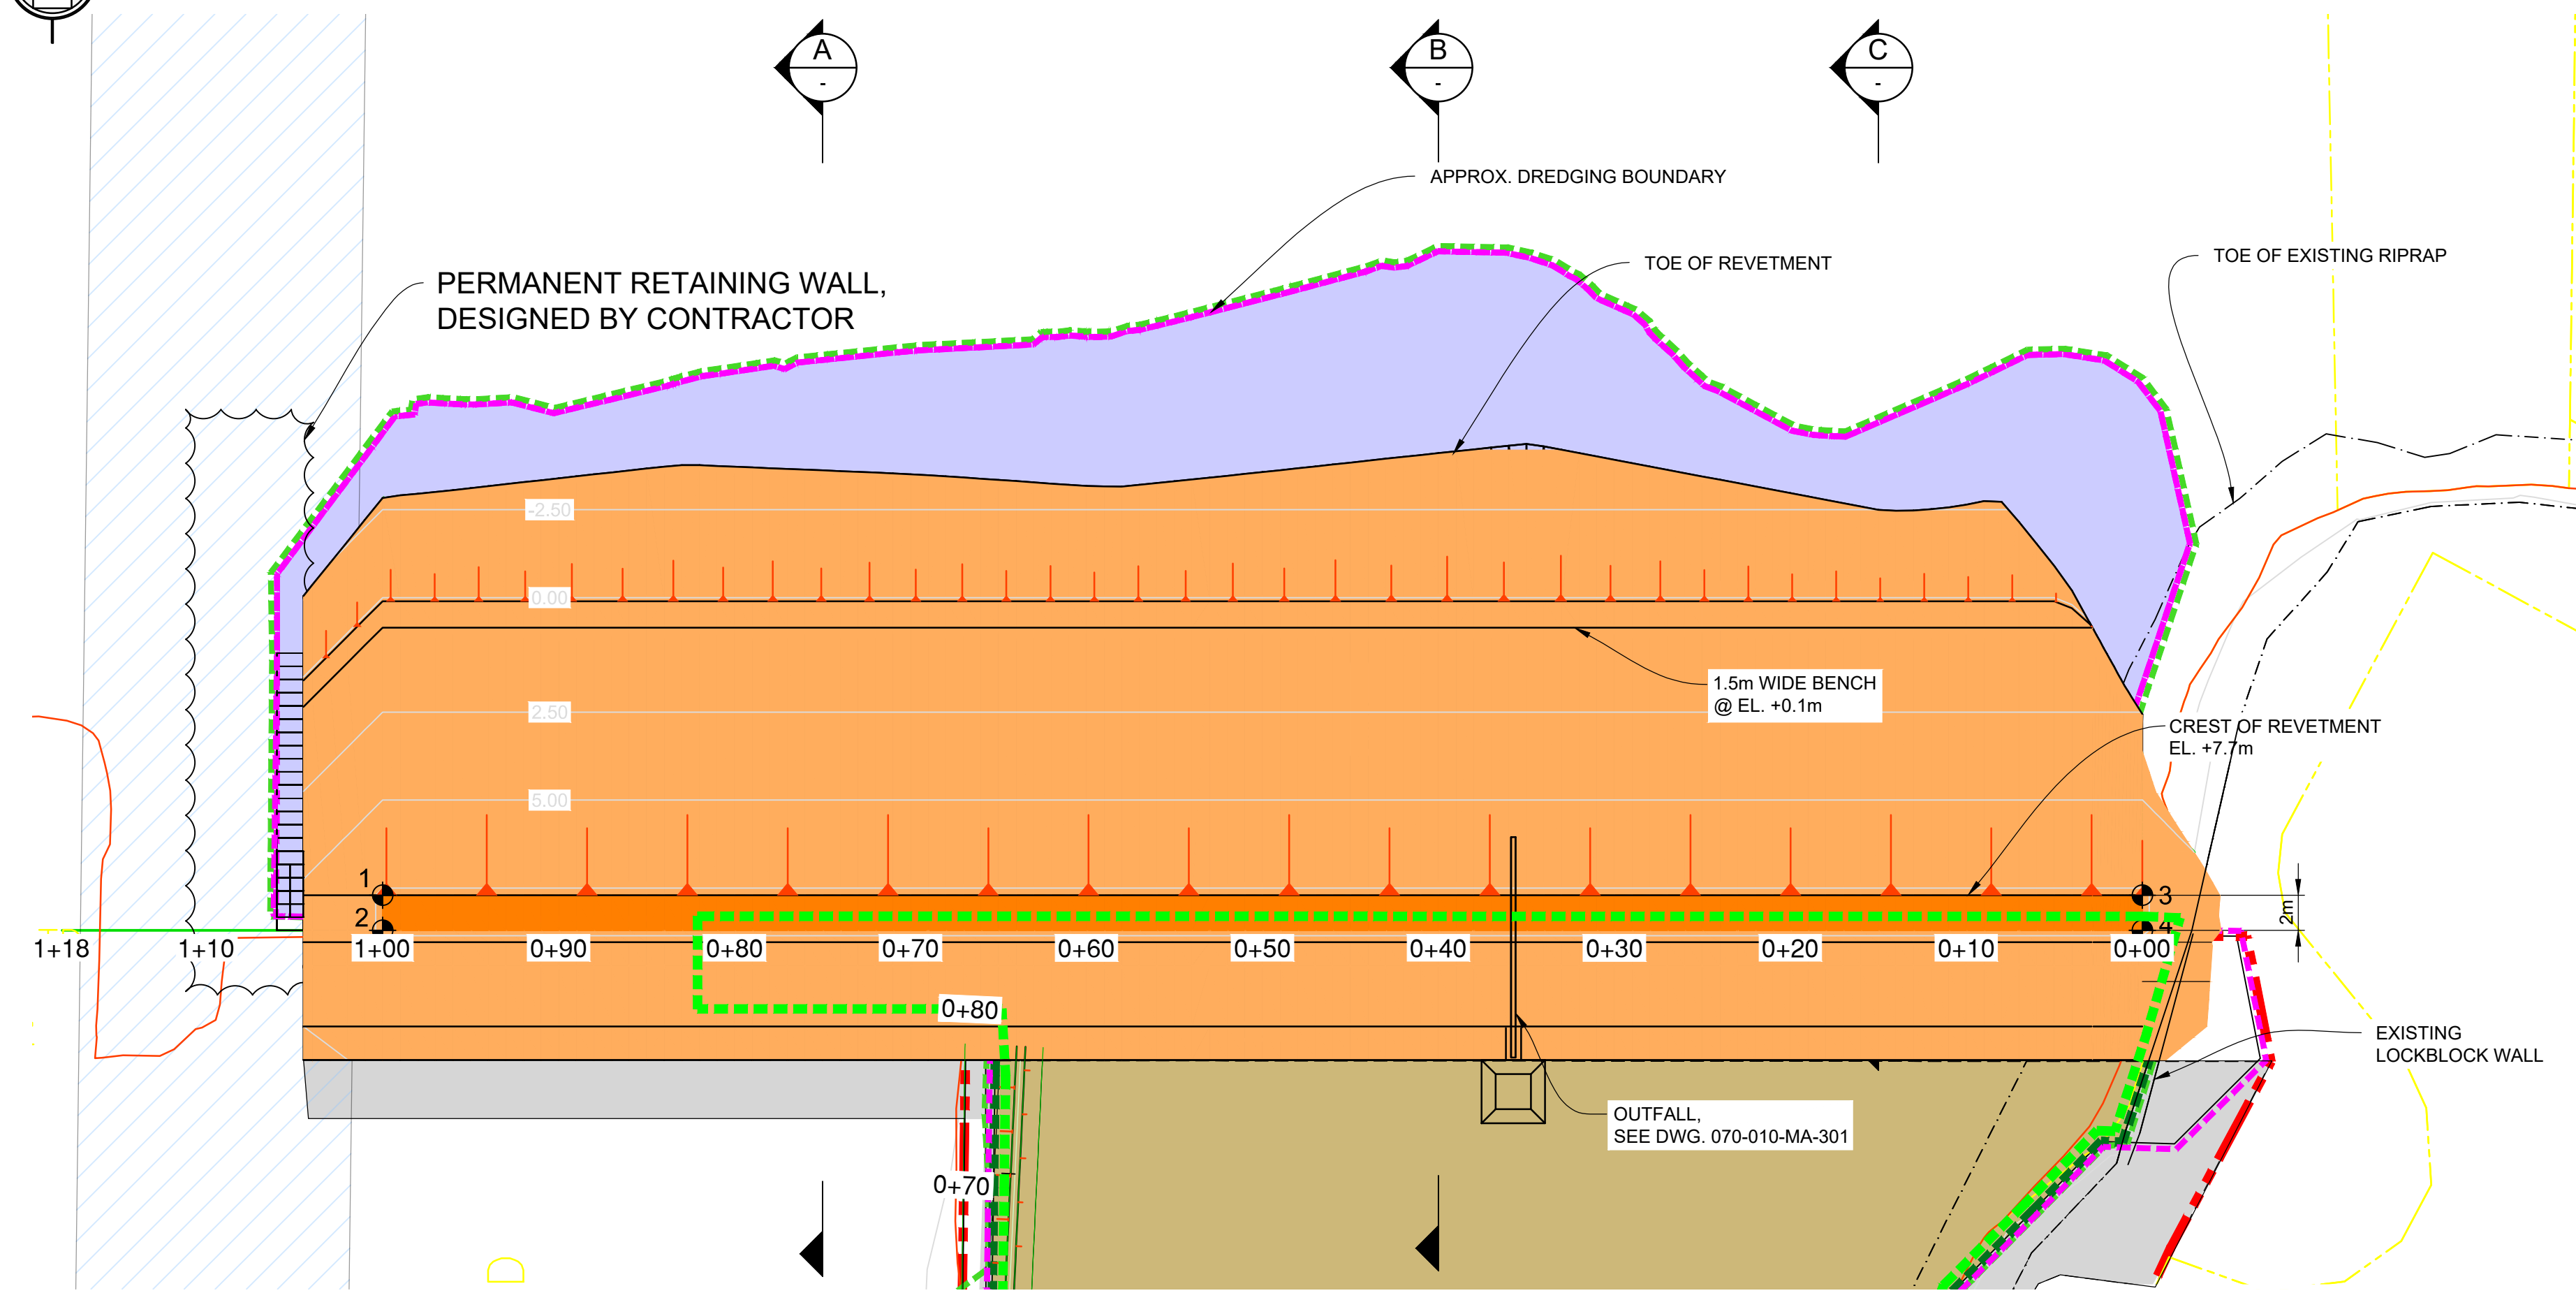 A
-
B
-
C
-
APPROX. DREDGING BOUNDARY
TOE OF REVETMENT
TOE OF EXISTING RIPRAP
PERMANENT RETAINING WALL,
DESIGNED BY CONTRACTOR
-2.50
0.00
1.5m WIDE BENCH
@ EL. +0.1m
2.50
CREST OF REVETMENT
EL. +7.7m
5.00
1
3
2
4
2m
1+18
1+10
1+00
0+90
0+80
0+70
0+60
0+50
0+40
0+30
0+20
0+10
0+00
0+80
EXISTING
LOCKBLOCK WALL
OUTFALL,
SEE DWG. 070-010-MA-301
0+70
D